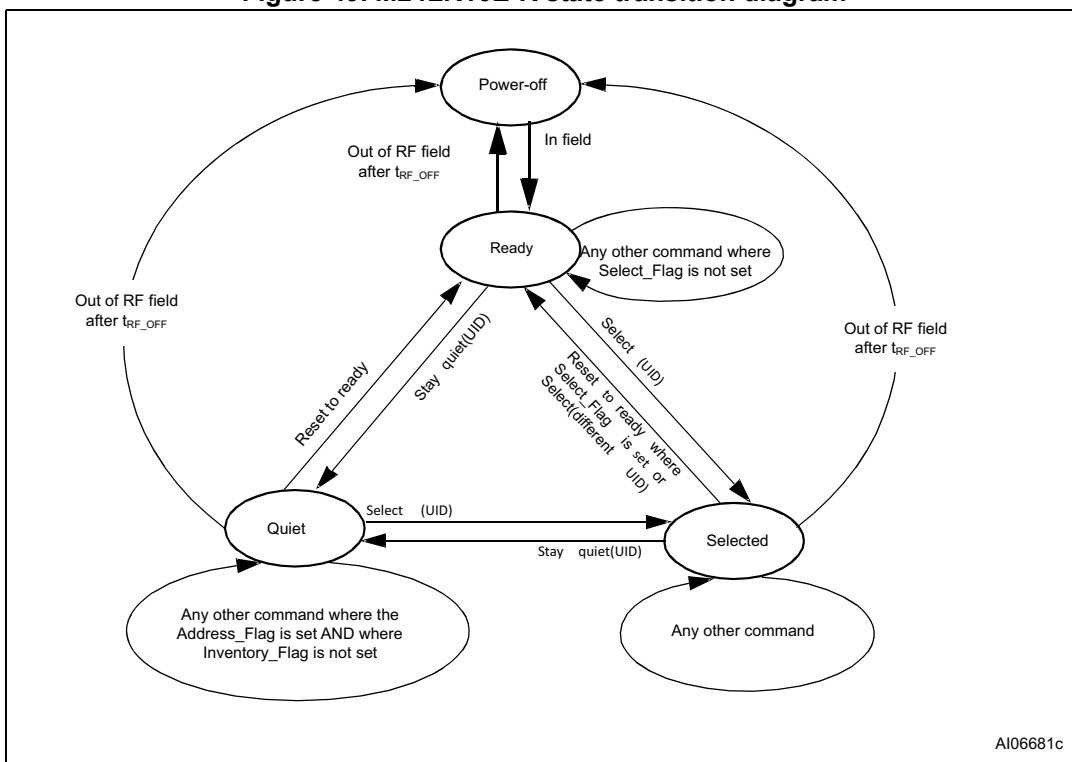 Power-off
Out of RF field
after tRF_OFF
In field
Ready
Any other command where
Select_Flag is not set
Out of RF field
after tRF_OFF
Out of RF field
after tRF_OFF
Reset to ready
Stay quiet(UID)
Select (UID)
Reset to ready where
Select_Flag is set or
Select(different UID)
Quiet
Select (UID)
Stay quiet(UID)
Selected
Any other command where the
Address_Flag is set AND where
Inventory_Flag is not set
Any other command
AI06681c